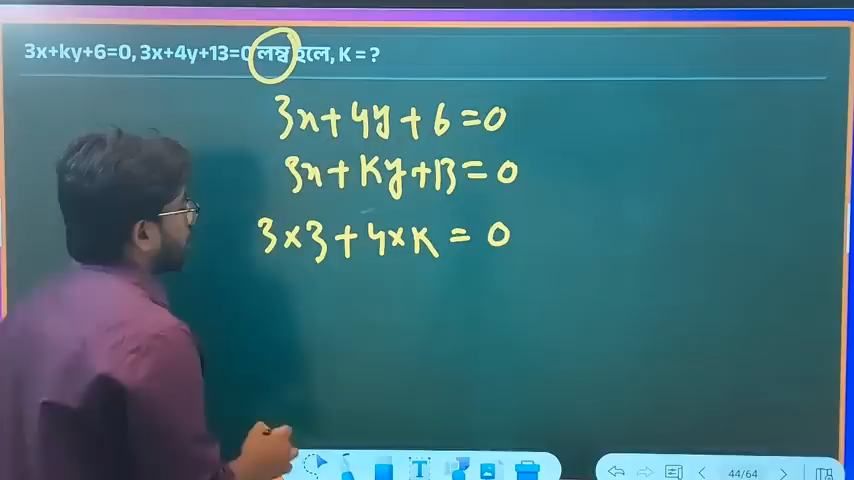 3x+ky+6=0, 3x+4y+13=0 লম্ব হলে, K = ?
3x+4y+6=0
3x+Ky+13=0
3×3+4×K=0
T
44/64